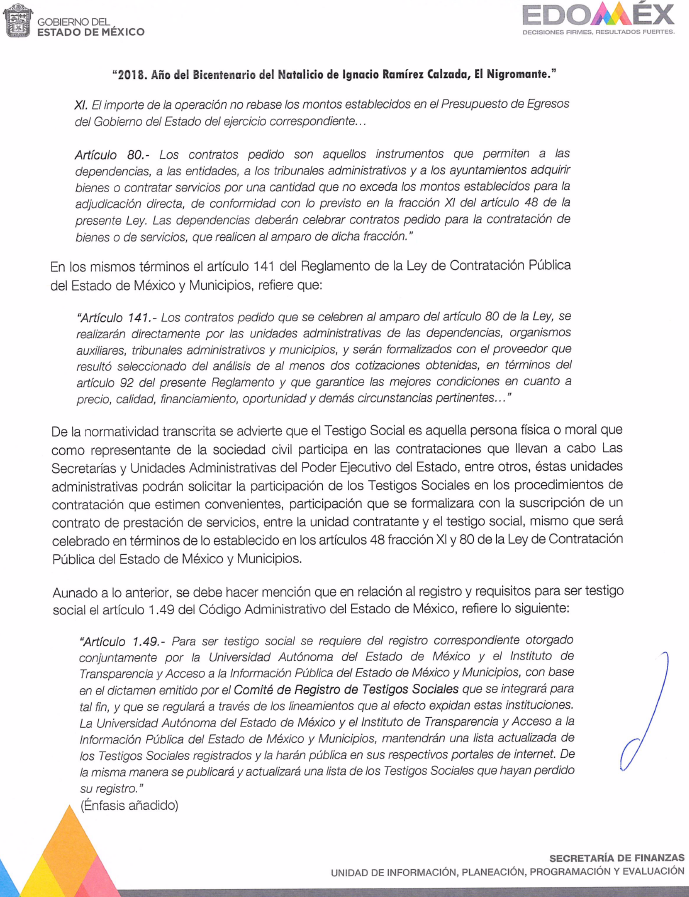 GOBIERNO DEL
ESTADO DE MÉXICO
EDOMÉX
DECISIONES FIRMES, RESULTADOS FUERTES.
"2018. Año del Bicentenario del Natalicio de Ignacio Ramírez Calzada, El Nigromante."
XI. El importe de la operación no rebase los montos establecidos en el Presupuesto de Egresos
del Gobierno del Estado del ejercicio correspondiente…
Artículo 80.- Los contratos pedido son aquellos instrumentos que permiten a las
dependencias, a las entidades, a los tribunales administrativos y a los ayuntamientos adquirir
bienes o contratar servicios por una cantidad que no exceda los montos establecidos para la
adjudicación directa, de conformidad con lo previsto en la fracción XI del artículo 48 de la
presente Ley. Las dependencias deberán celebrar contratos pedido para la contratación de
bienes o de servicios, que realicen al amparo de dicha fracción."
En los mismos términos el artículo 141 del Reglamento de la Ley de Contratación Pública
del Estado de México y Municipios, refiere que:
"Artículo 141.- Los contratos pedido que se celebren al amparo del artículo 80 de la Ley, se
realizarán directamente por las unidades administrativas de las dependencias, organismos
auxiliares, tribunales administrativos y municipios, y serán formalizados con el proveedor que
resultó seleccionado del análisis de al menos dos cotizaciones obtenidas, en términos del
artículo 92 del presente Reglamento y que garantice las mejores condiciones en cuanto a
precio, calidad, financiamiento, oportunidad y demás circunstancias pertinentes…"
De la normatividad transcrita se advierte que el Testigo Social es aquella persona física o moral que
como representante de la sociedad civil participa en las contrataciones que llevan a cabo Las
Secretarías y Unidades Administrativas del Poder Ejecutivo del Estado, entre otros, éstas unidades
administrativas podrán solicitar la participación de los Testigos Sociales en los procedimientos de
contratación que estimen convenientes, participación que se formalizara con la suscripción de un
contrato de prestación de servicios, entre la unidad contratante y el testigo social, mismo que será
celebrado en términos de lo establecido en los artículos 48 fracción XI y 80 de la Ley de Contratación
Pública del Estado de México y Municipios.
Aunado a lo anterior, se debe hacer mención que en relación al registro y requisitos para ser testigo
social el artículo 1.49 del Código Administrativo del Estado de México, refiere lo siguiente:
"Artículo 1.49.- Para ser testigo social se requiere del registro correspondiente otorgado
conjuntamente por la Universidad Autónoma del Estado de México y el Instituto de
Transparencia y Acceso a la Información Pública del Estado de México y Municipios, con base
en el dictamen emitido por el Comité de Registro de Testigos Sociales que se integrará para
tal fin, y que se regulará a través de los lineamientos que al efecto expidan estas instituciones.
La Universidad Autónoma del Estado de México y el Instituto de Transparencia y Acceso a la
Información Pública del Estado de México y Municipios, mantendrán una lista actualizada de
los Testigos Sociales registrados y la harán pública en sus respectivos portales de internet. De
la misma manera se publicará y actualizará una lista de los Testigos Sociales que hayan perdido
su registro."
(Énfasis añadido)
SECRETARÍA DE FINANZAS
UNIDAD DE INFORMACIÓN, PLANEACIÓN, PROGRAMACIÓN Y EVALUACIÓN